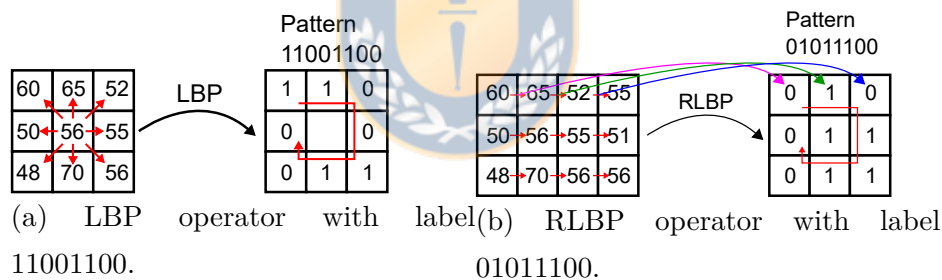 Pattern
11001100
60 65 52
50 56 55
48 70 56
LBP
1 1 0
0 0
0 1 1
(a) LBP operator with label
11001100.
Pattern
01011100
60 65 52 55
50 56 55 51
48 70 56 56
RLBP
0 1 0
0 1 1
0 1 1
(b) RLBP operator with label
01011100.